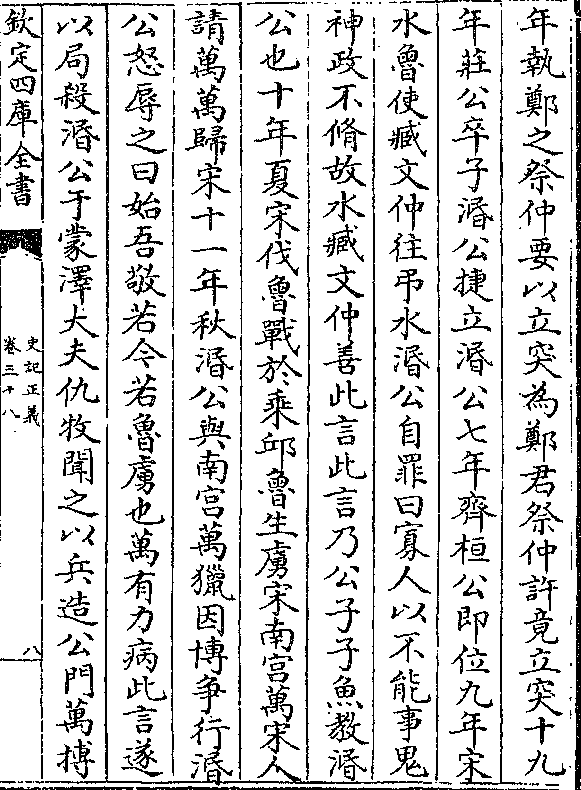 年執鄭之祭仲要以立突為鄭君祭仲許竟立突十九
年莊公卒子湣公捷立湣公七年齊桓公即位九年宋
水魯使臧文仲往弔水湣公自罪曰寡人以不能事鬼
神政不脩故水臧文仲善此言此言乃公子子魚教湣
公也十年夏宋伐魯戰於乘邱魯生虜宋南宮萬宋人
請萬萬歸宋十一年秋湣公與南宮萬獵因博爭行湣
公怒辱之曰始吾敬若今若魯虜也萬有力病此言遂
以局殺湣公于蒙澤大夫仇牧聞之以兵造公門萬搏
欽定四庫全書
史記正義
卷三十八
八